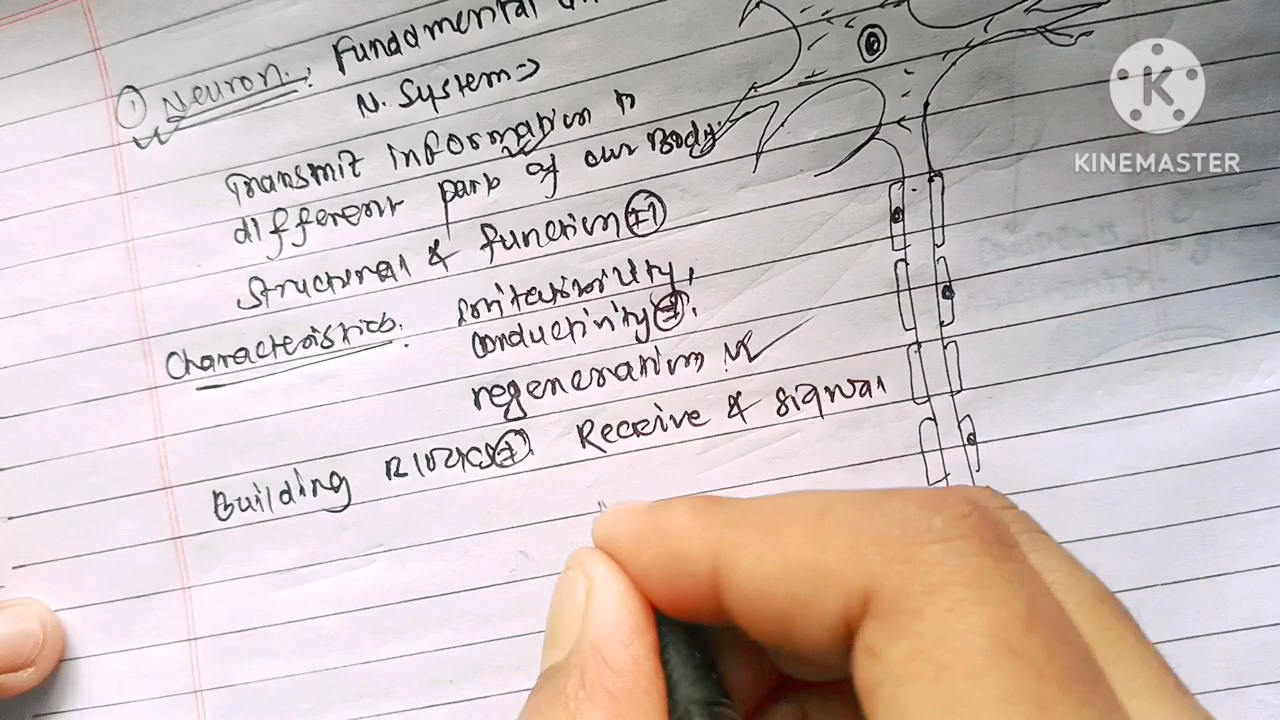 ① Neuron : Fundamental
N. System ⇒
Transmit information in
different part of our Body.
Structural & function
Characteristics. irritability,
conductivity
regeneration
Building Blocks Receive & signal
K
KINEMASTER